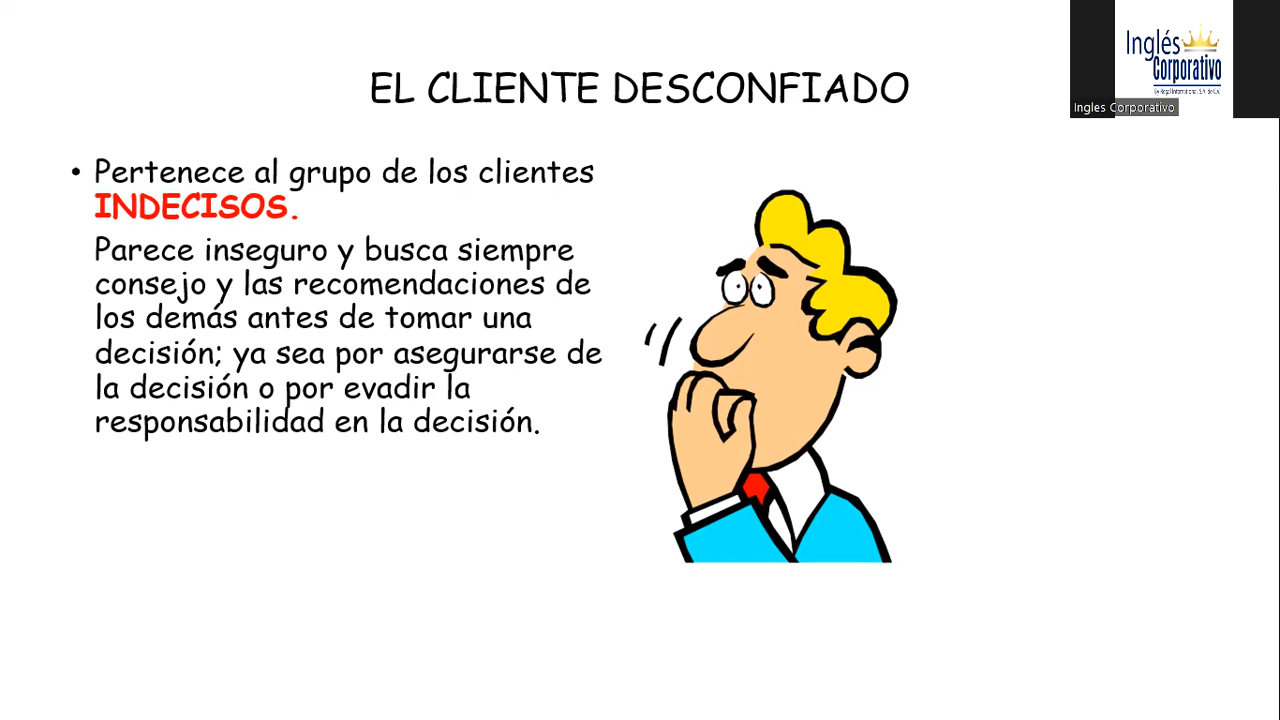 EL CLIENTE DESCONFIADO
• Pertenece al grupo de los clientes
INDECISOS.
Parece inseguro y busca siempre
consejo y las recomendaciones de
los demás antes de tomar una
decisión; ya sea por asegurarse de
la decisión o por evadir la
responsabilidad en la decisión.
Inglés
Corporativo
Ingles Corporativo